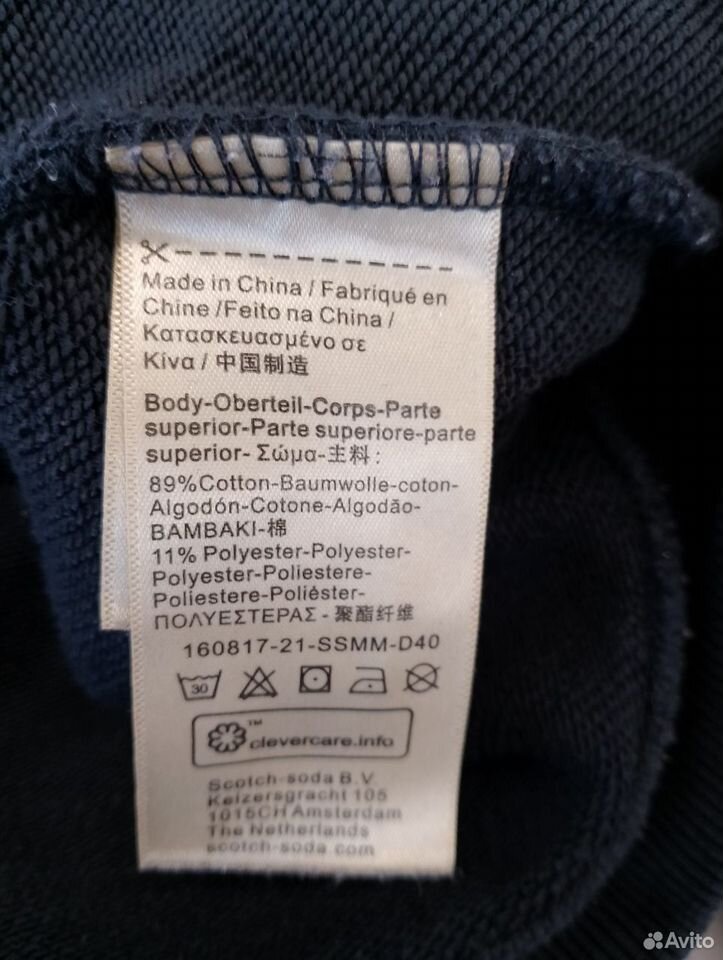 Made in China / Fabriqué en
Chine /Feito na China /
Κατασκευασμένο σε
Κίνα / 中国制造
Body-Oberteil-Corps-Parte
superior-Parte superiore-parte
superior- Σώμα-主料:
89%Cotton-Baumwolle-coton-
Algodón-Cotone-Algodão-
BAMBAKI-棉
11% Polyester-Polyester-
Polyester-Poliestere-
Poliestere-Poliéster-
ΠΟΛΥΕΣΤΕΡΑΣ - 聚酯纤维
160817-21-SSMM-D40
30
™
clevercare.info
Scotch-soda B.V.
Keizersgracht 105
1015CH Amsterdam
The Netherlands
scotch-soda.com
Avito